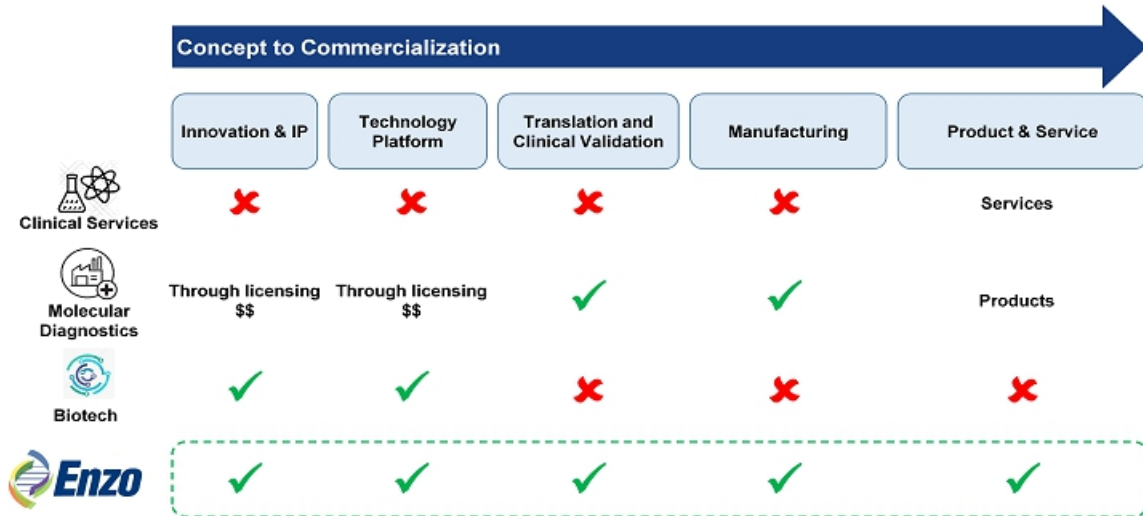 Concept to Commercialization
Innovation & IP
Technology
Platform
Translation and
Clinical Validation
Manufacturing
Product & Service
Clinical Services
Services
Molecular
Diagnostics
Through licensing
$$
Through licensing
$$
Products
Biotech
Enzo